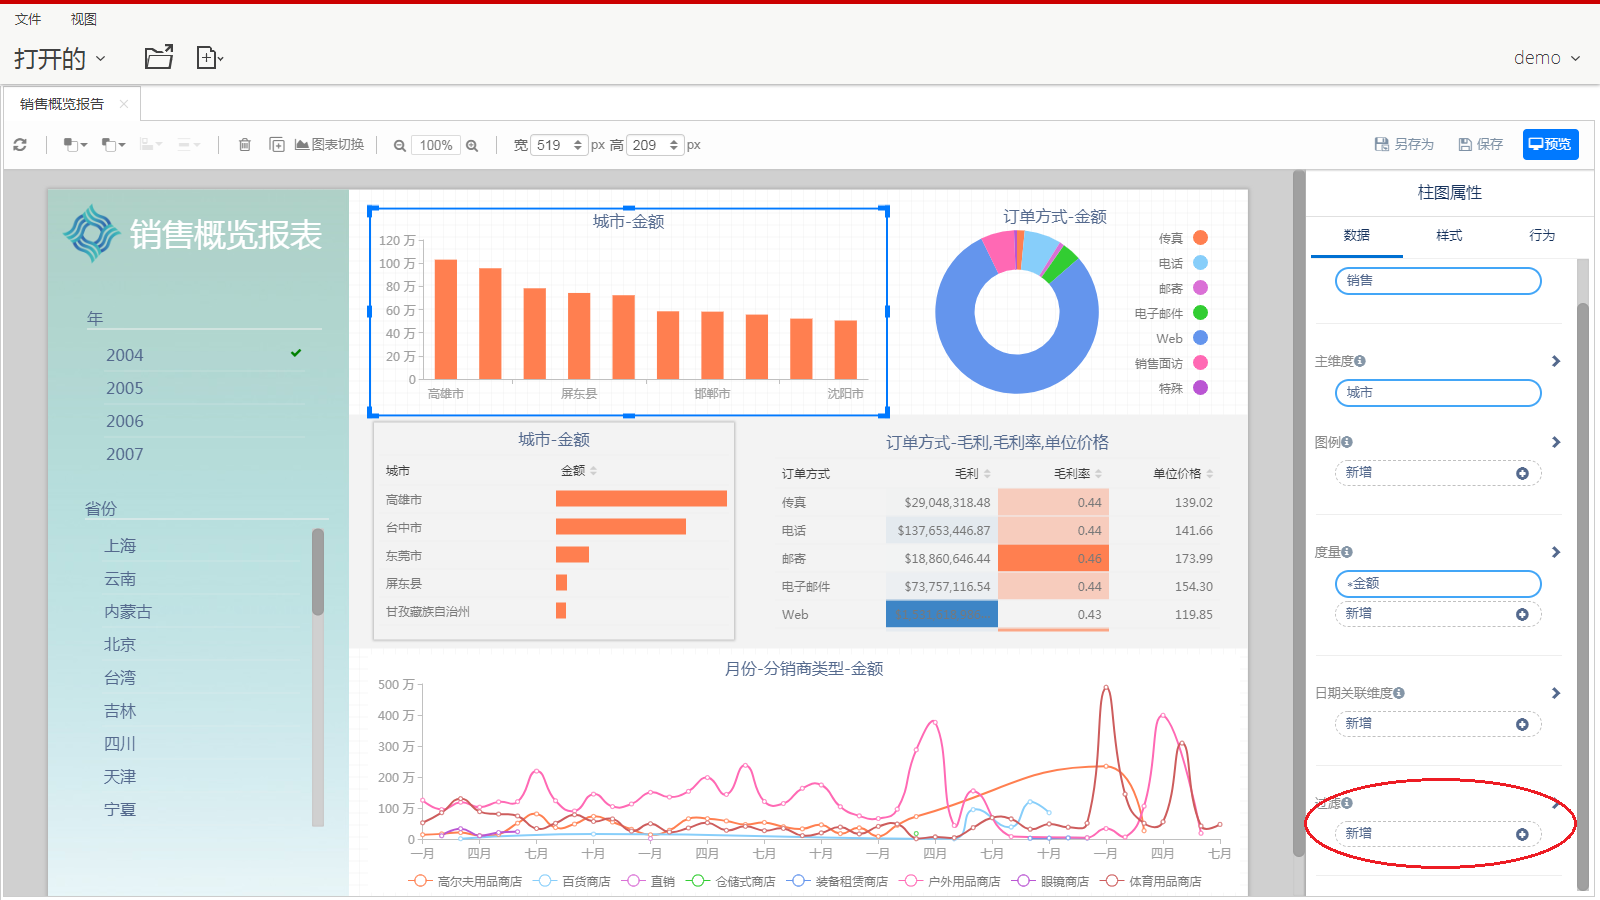 文件 视图
打开的 demo
销售概览报告
图表切换 100% 宽 519 px 高 209 px 另存为 保存 预览
销售概览报表
年
2004
2005
2006
2007
省份
上海
云南
内蒙古
北京
台湾
吉林
四川
天津
宁夏
城市-金额
120 万
100 万
80 万
60 万
40 万
20 万
0
高雄市 屏东县 邯郸市 沈阳市
订单方式-金额
传真
电话
邮客
电子邮件
Web
销售面访
特殊
城市-金额
城市 金额
高雄市
台中市
东莞市
屏东县
甘孜藏族自治州
订单方式-毛利,毛利率,单位价格
订单方式 毛利 毛利率 单位价格
传真 $29,048,318.48 0.44 139.02
电话 $137,653,446.87 0.44 141.66
邮客 $18,860,646.44 0.46 173.99
电子邮件 $73,757,116.54 0.44 154.30
Web 0.43 119.85
月份-分销商类型-金额
500 万
400 万
300 万
200 万
100 万
0
一月 四月 七月 十月 一月 四月 七月 十月 一月 四月 七月 十月 一月 四月 七月
高尔夫用品商店 百货商店 直销 仓储式商店 装备租赁商店 户外用品商店 眼镜商店 体育用品商店
柱图属性
数据 样式 行为
销售
主维度
城市
图例
新增
度量
*金额
新增
日期关联维度
新增
过滤
新增